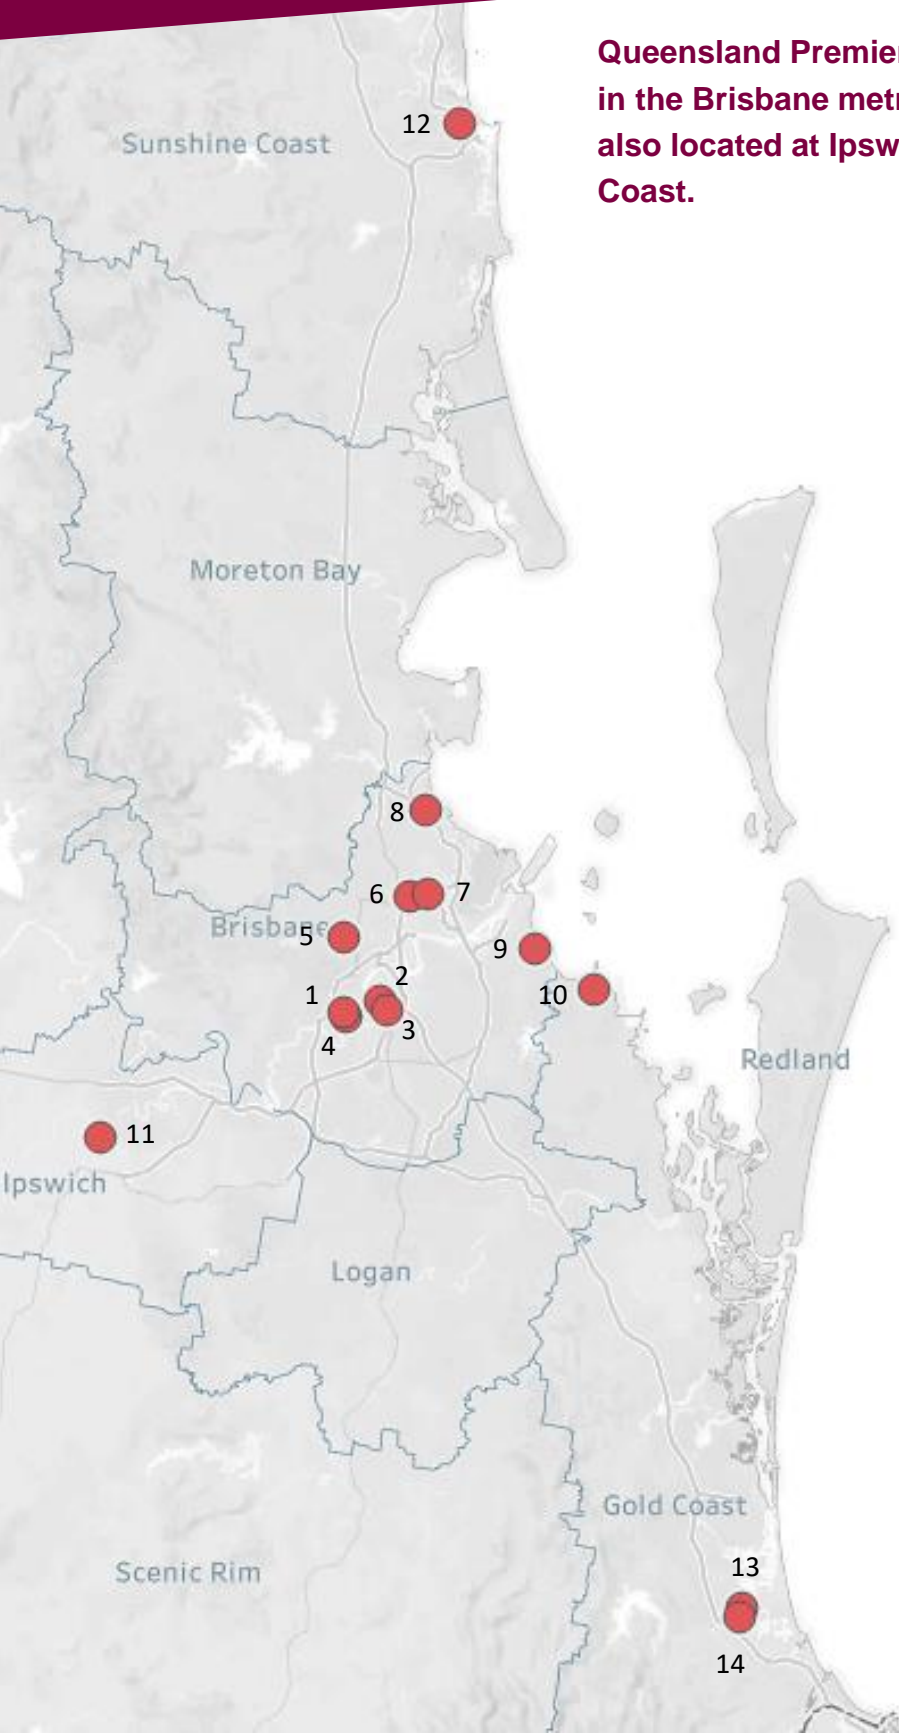 Queensland Premier
in the Brisbane metr
also located at Ipsw
Coast.
12
Sunshine Coast
Moreton Bay
8
6
7
Brisbane
5
9
2
1
10
3
4
Redland
11
Ipswich
Logan
Gold Coast
13
Scenic Rim
14